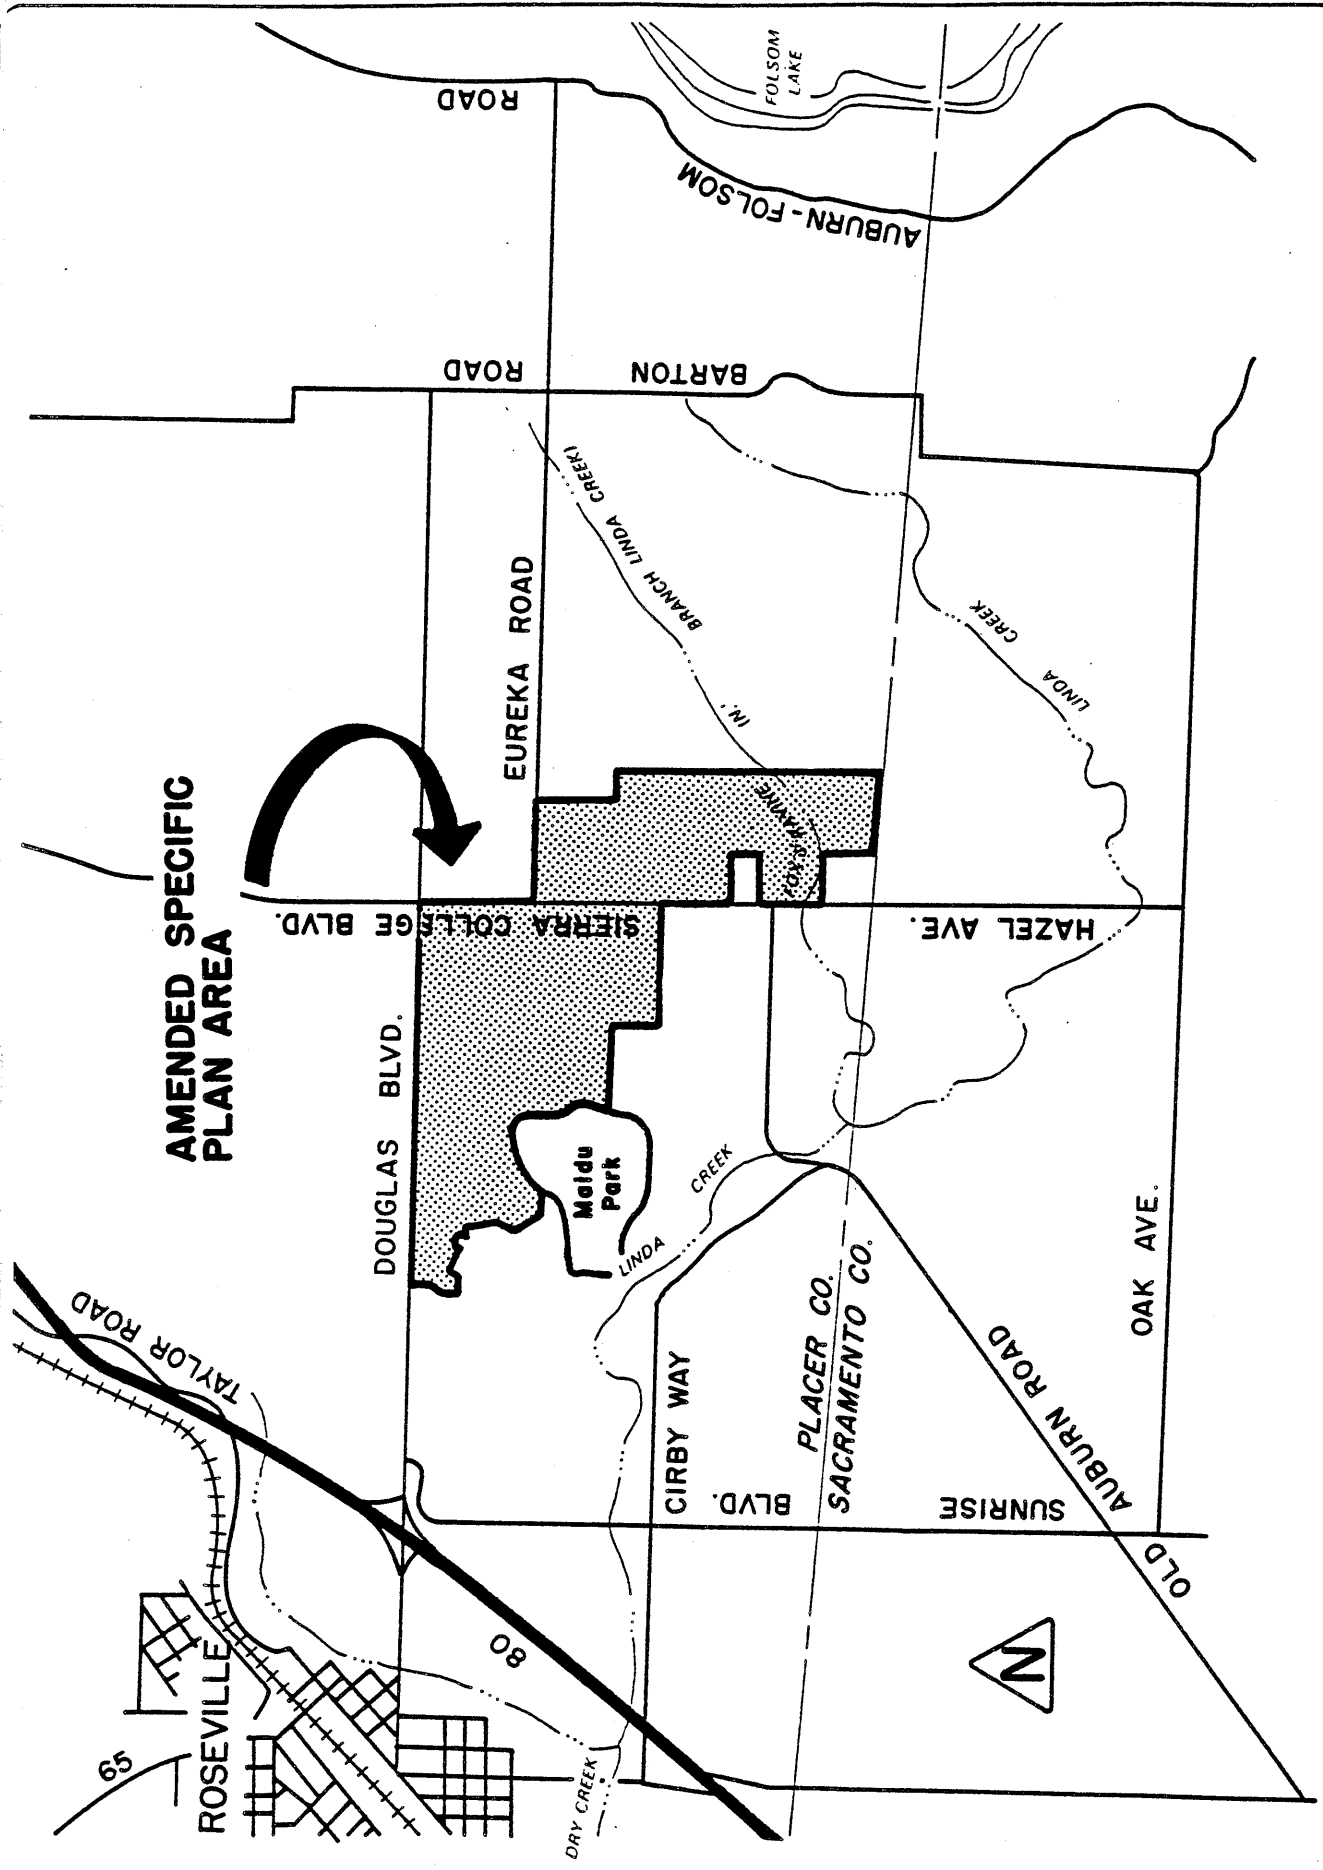 AMENDED SPECIFIC
PLAN AREA
ROSEVILLE
65
80
TAYLOR ROAD
DOUGLAS BLVD.
EUREKA ROAD
SIERRA COLLEGE BLVD.
HAZEL AVE.
BARTON
ROAD
AUBURN-FOLSOM
ROAD
FOLSOM
LAKE
BRANCH LINDA CREEK)
LINDA
CREEK
Maidu
Park
LINDA
CREEK
DRY CREEK
CIRBY WAY
PLACER CO.
SACRAMENTO CO.
SUNRISE
BLVD.
OLD
AUBURN ROAD
OAK AVE.
N